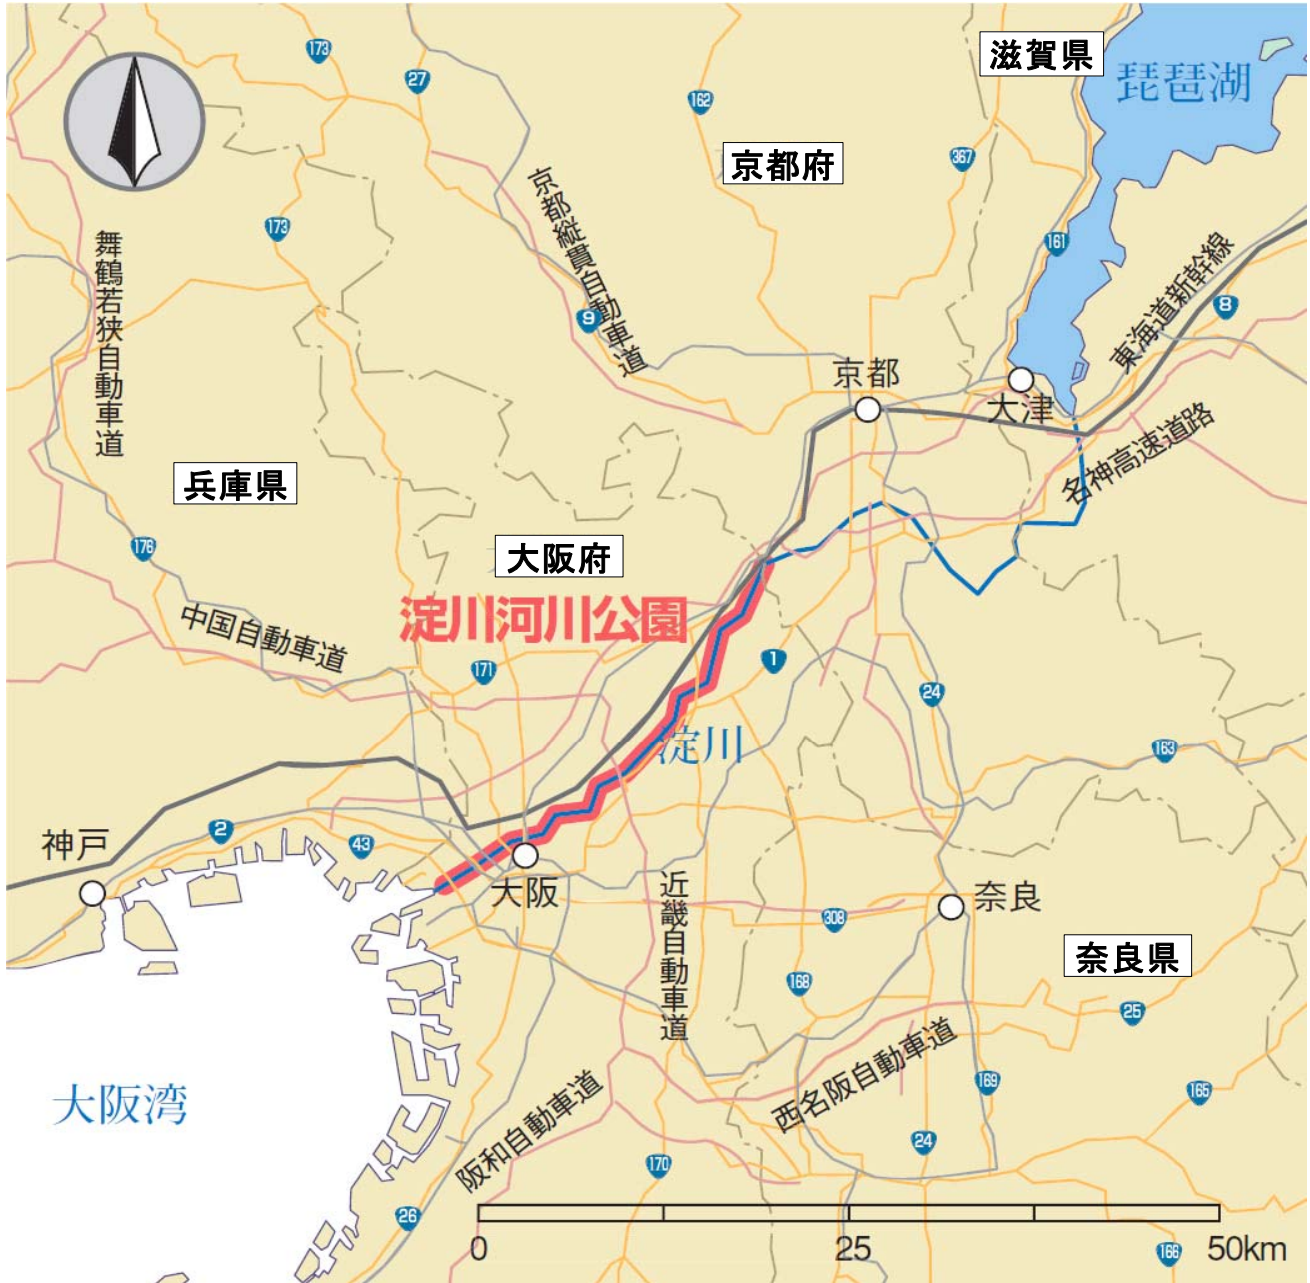 滋賀県
琵琶湖
173
27
162
京都府
367
173
161
京都縦貫自動車道
舞鶴若狭自動車道
9
東海道新幹線
8
京都
大津
名神高速道路
兵庫県
176
大阪府
淀川河川公園
中国自動車道
171
1
24
淀川
163
神戸
2
43
大阪
近畿自動車道
308
奈良
奈良県
168
25
大阪湾
西名阪自動車道
169
165
阪和自動車道
24
170
26
0
25
50km
166